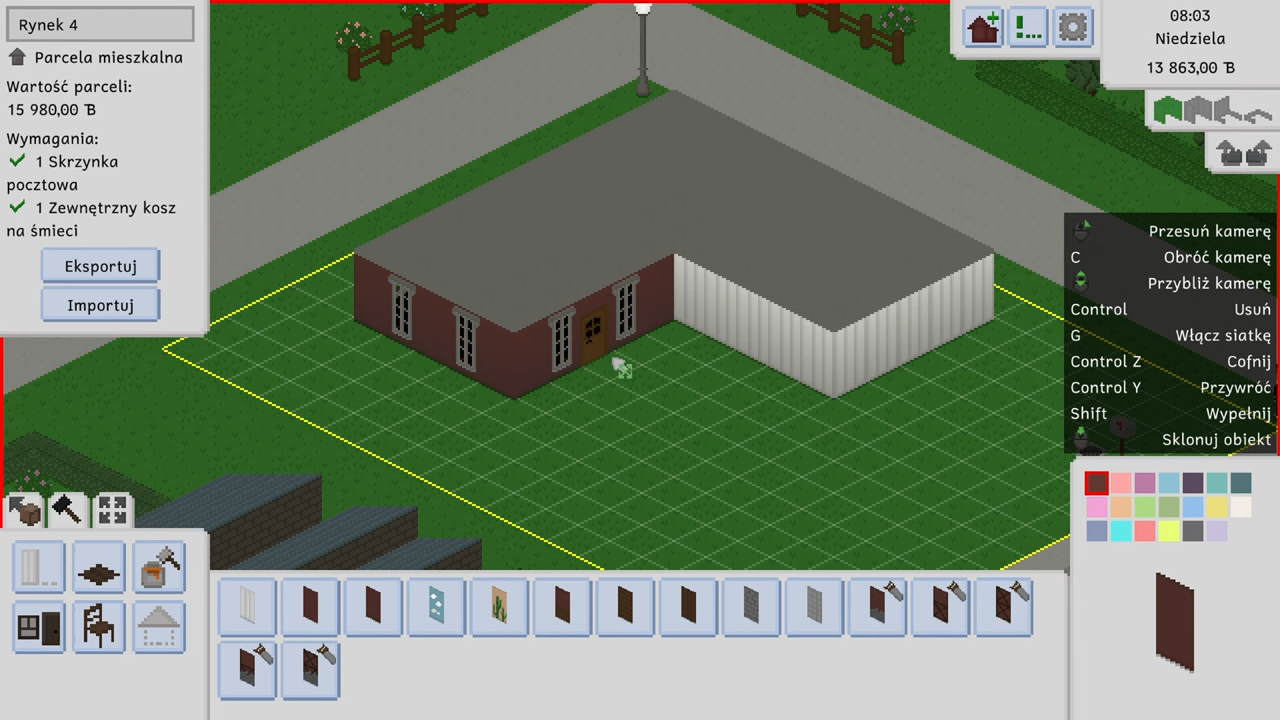 Rynek 4
Parcela mieszkalna
Wartość parceli:
15 980,00 Ɓ
Wymagania:
1 Skrzynka
pocztowa
1 Zewnętrzny kosz
na śmieci
Eksportuj
Importuj
08:03
Niedziela
13 863,00 Ɓ
Przesuń kamerę
C Obróć kamerę
Przybliż kamerę
Control Usuń
G Włącz siatkę
Control Z Cofnij
Control Y Przywróć
Shift Wypełnij
Sklonuj obiekt